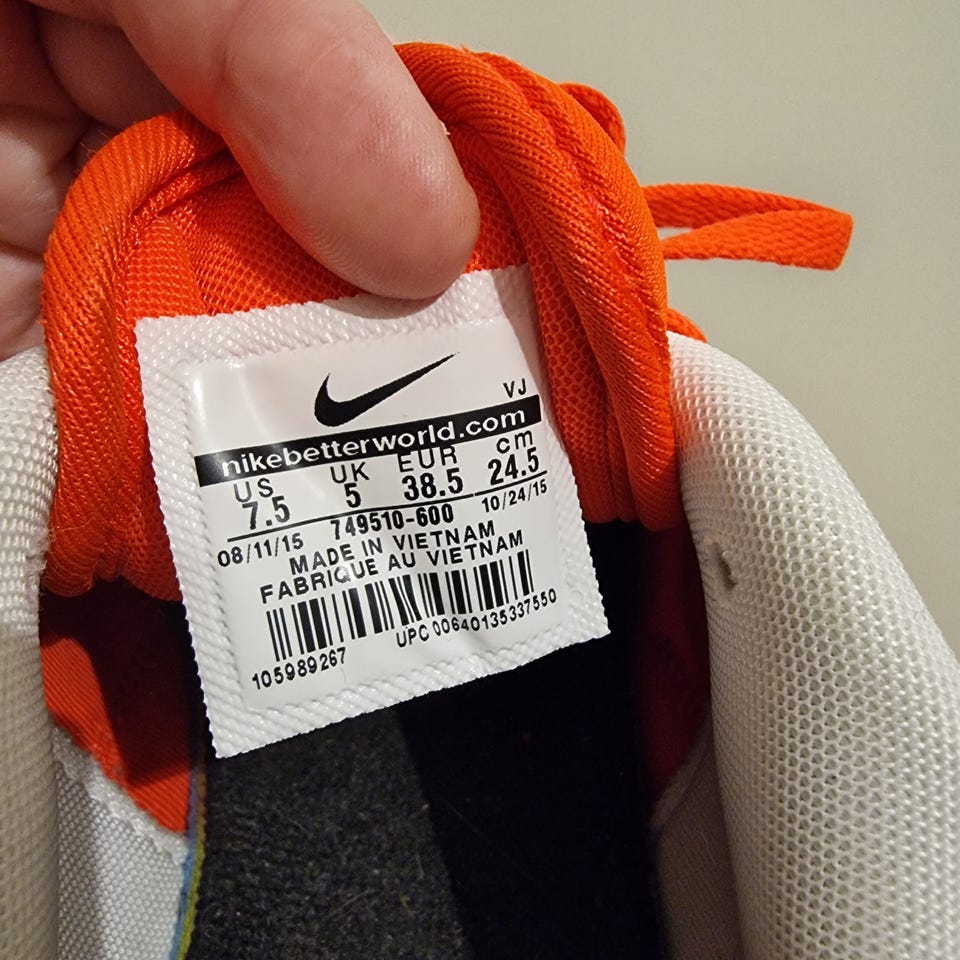 VJ
nikebetterworld.com
US UK EUR cm
7.5 5 38.5 24.5
08/11/15 749510-600 10/24/15
MADE IN VIETNAM
FABRIQUE AU VIETNAM
105989267 UPC 00640135337550